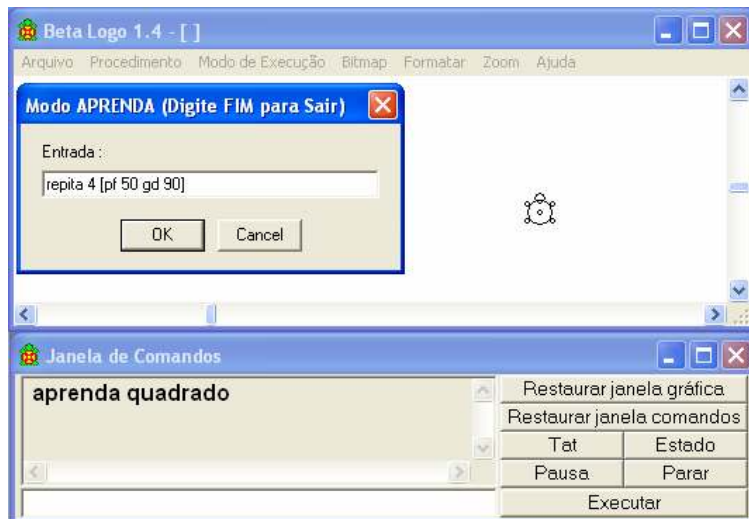 Beta Logo 1.4 - [ ]
Arquivo Procedimento Modo de Execução Bitmap Formatar Zoom Ajuda
Modo APRENDA (Digite FIM para Sair)
Entrada :
repita 4 [pf 50 gd 90]
OK Cancel
Janela de Comandos
aprenda quadrado
Restaurar janela gráfica
Restaurar janela comandos
Tat Estado
Pausa Parar
Executar